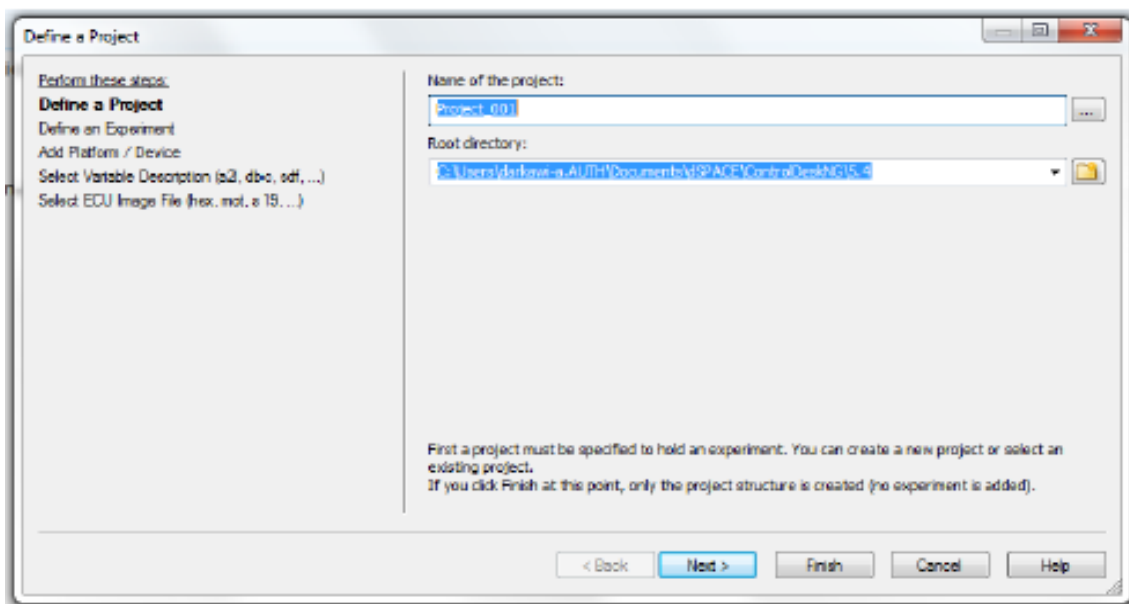 Define a Project
Perform these steps:
Define a Project
Define an Experiment
Add Platform / Device
Select Variable Description (a2l, dbc, sdf, ...)
Select ECU Image File (hex, mot, s19, ...)
Name of the project:
Project_001
...
Root directory:
C:\Users\darkawi-a.AUTH\Documents\dSPACE\ControlDeskNG\5.4
First a project must be specified to hold an experiment. You can create a new project or select an
existing project.
If you click Finish at this point, only the project structure is created (no experiment is added).
< Back
Next >
Finish
Cancel
Help